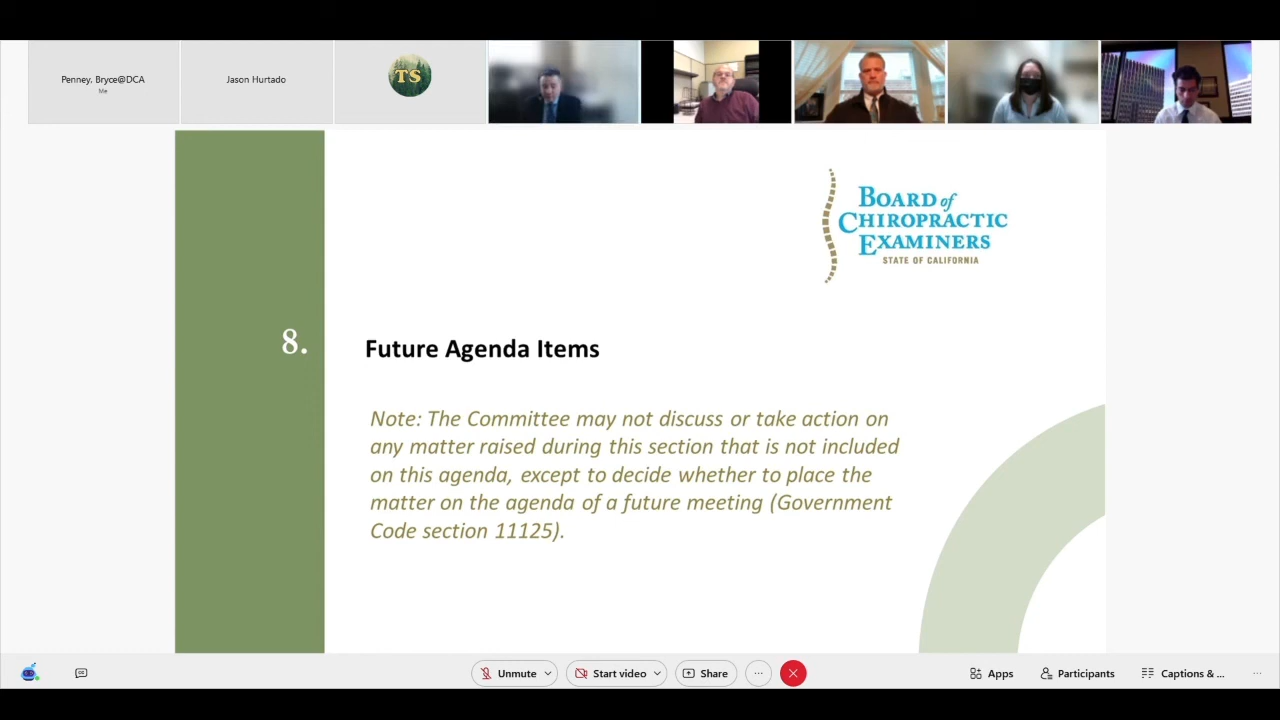 Penney, Bryce@DCA
Me
Jason Hurtado
TS
BOARD of
CHIROPRACTIC
EXAMINERS
STATE OF CALIFORNIA
8.
Future Agenda Items
Note: The Committee may not discuss or take action on
any matter raised during this section that is not included
on this agenda, except to decide whether to place the
matter on the agenda of a future meeting (Government
Code section 11125).
Unmute
Start video
Share
Apps
Participants
Captions & ...